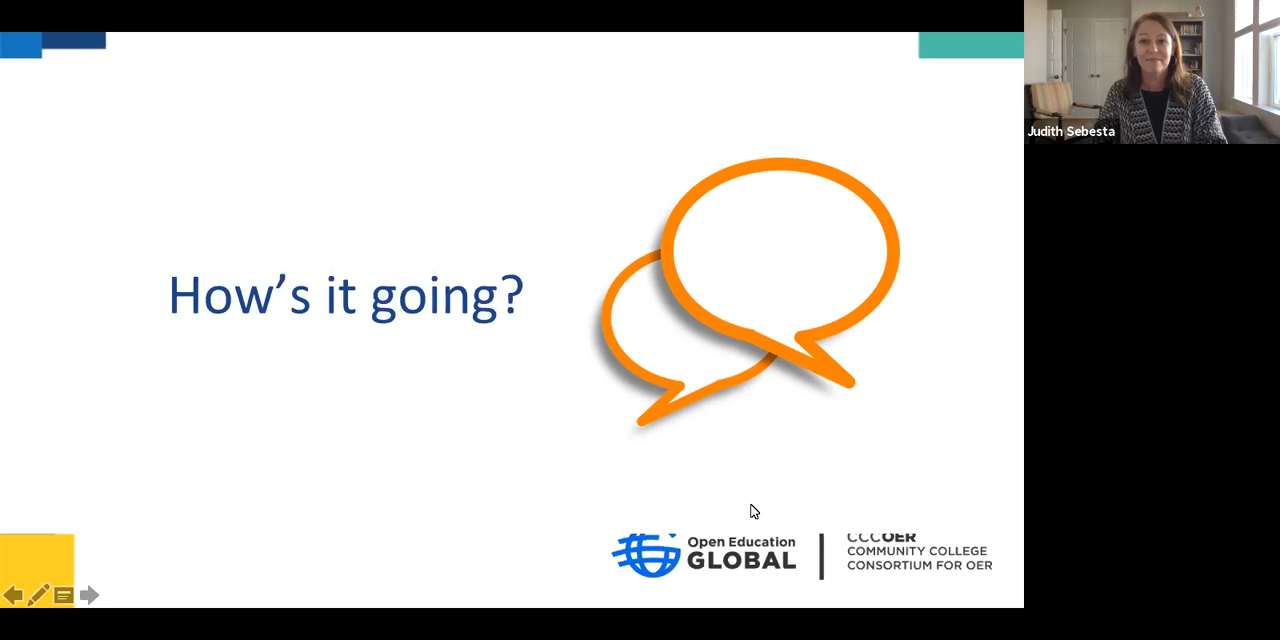 How's it going?
Judith Sebesta
Open Education
GLOBAL
CCCOER
COMMUNITY COLLEGE
CONSORTIUM FOR OER